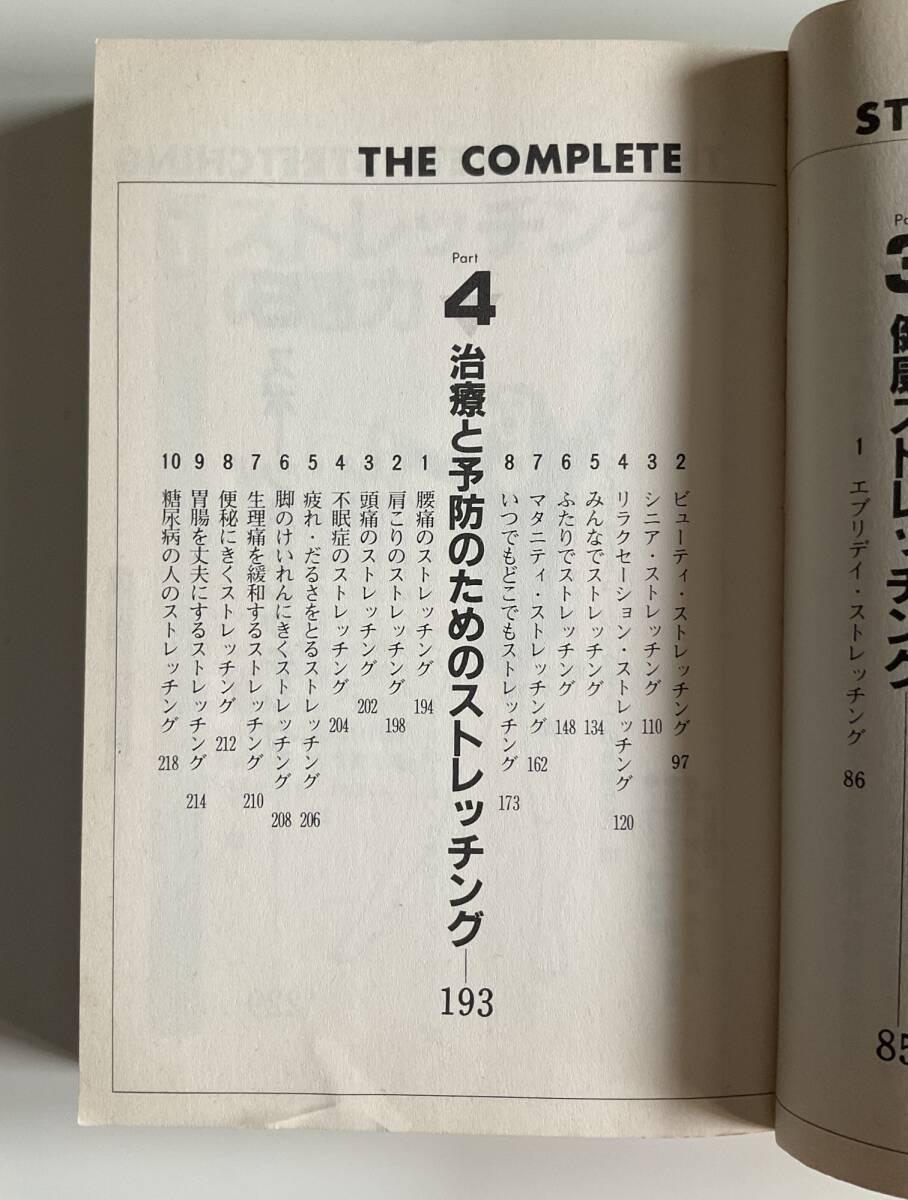 ST
Part
3 健康ストレッチング
85
1 エブリデイ・ストレッチング 86
THE COMPLETE
2 ビューティ・ストレッチング 97
3 シニア・ストレッチング 110
4 リラクセーション・ストレッチング 120
5 みんなでストレッチング 134
6 ふたりでストレッチング 148
7 マタニティ・ストレッチング 162
8 いつでもどこでもストレッチング 173
Part
4 治療と予防のためのストレッチング—193
1 腰痛のストレッチング 194
2 肩こりのストレッチング 198
3 頭痛のストレッチング 202
4 不眠症のストレッチング 204
5 疲れ・だるさをとるストレッチング 206
6 脚のけいれんにきくストレッチング 208
7 生理痛を緩和するストレッチング 210
8 便秘にきくストレッチング 212
9 胃腸を丈夫にするストレッチング 214
10 糖尿病の人のストレッチング 218